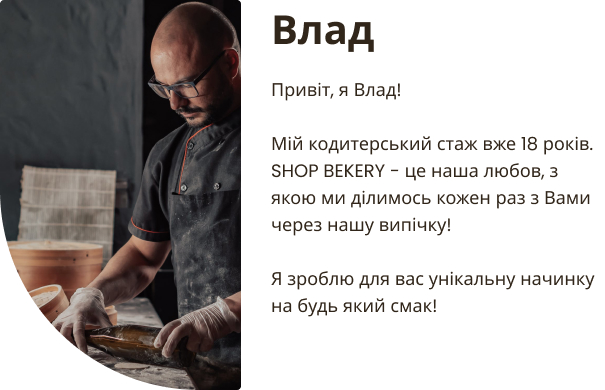 Влад
Привіт, я Влад!
Мій кодитерський стаж вже 18 років.
SHOP BEKERY - це наша любов, з
якою ми ділимось кожен раз з Вами
через нашу випічку!
Я зроблю для вас унікальну начинку
на будь який смак!